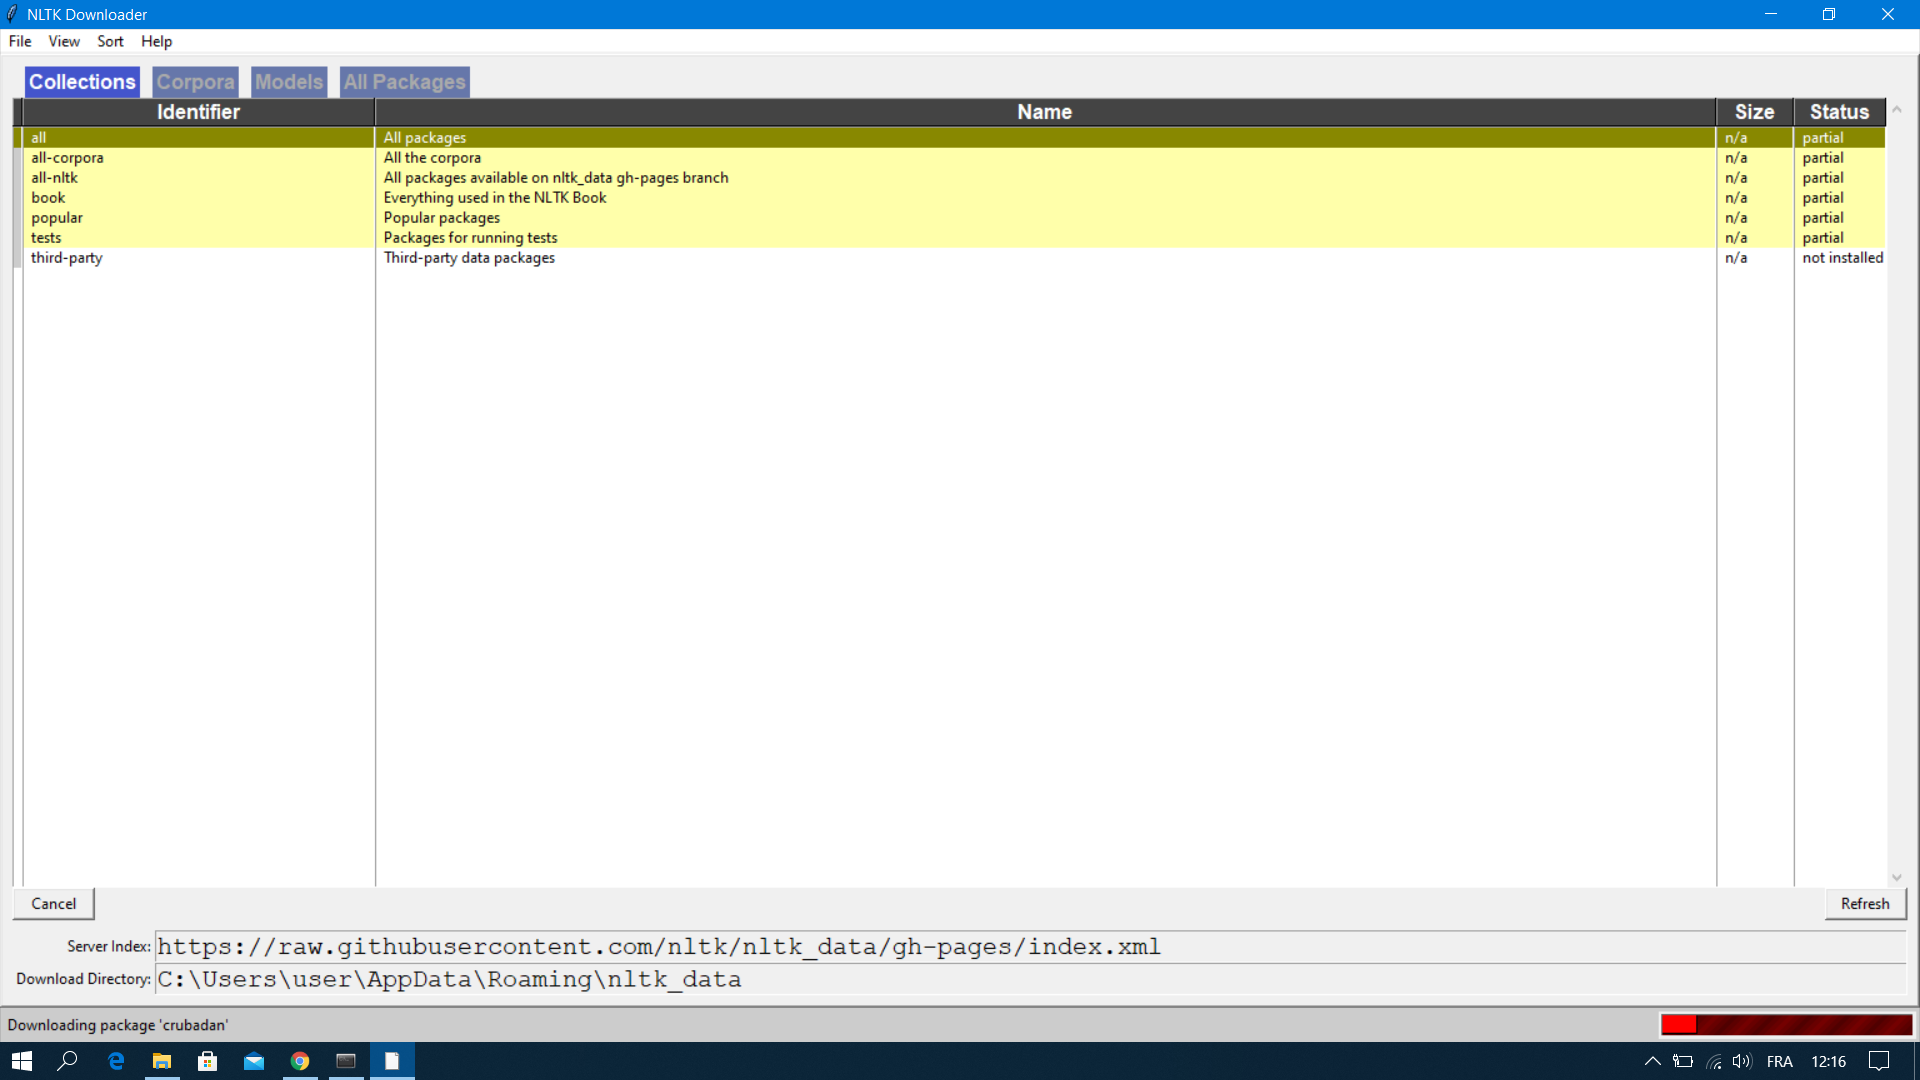 NLTK Downloader
File View Sort Help
Collections Corpora Models All Packages
Identifier Name Size Status
all All packages n/a partial
all-corpora All the corpora n/a partial
all-nltk All packages available on nltk_data gh-pages branch n/a partial
book Everything used in the NLTK Book n/a partial
popular Popular packages n/a partial
tests Packages for running tests n/a partial
third-party Third-party data packages n/a not installed
Cancel Refresh
Server Index: https://raw.githubusercontent.com/nltk/nltk_data/gh-pages/index.xml
Download Directory: C:\Users\user\AppData\Roaming\nltk_data
Downloading package 'crubadan'
FRA 12:16